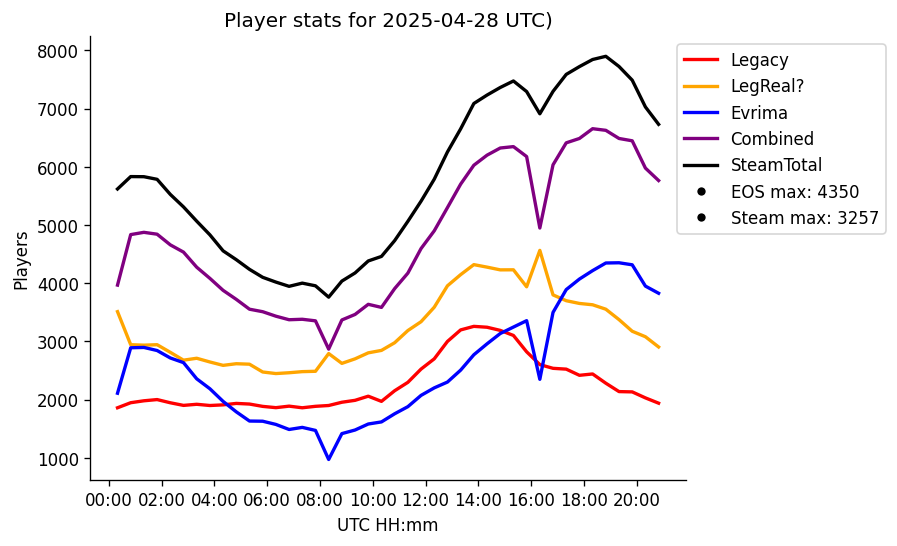 Player stats for 2025-04-28 UTC)
8000
7000
6000
5000
4000
3000
2000
1000
Players
00:00 02:00 04:00 06:00 08:00 10:00 12:00 14:00 16:00 18:00 20:00
UTC HH:mm
Legacy
LegReal?
Evrima
Combined
SteamTotal
EOS max: 4350
Steam max: 3257